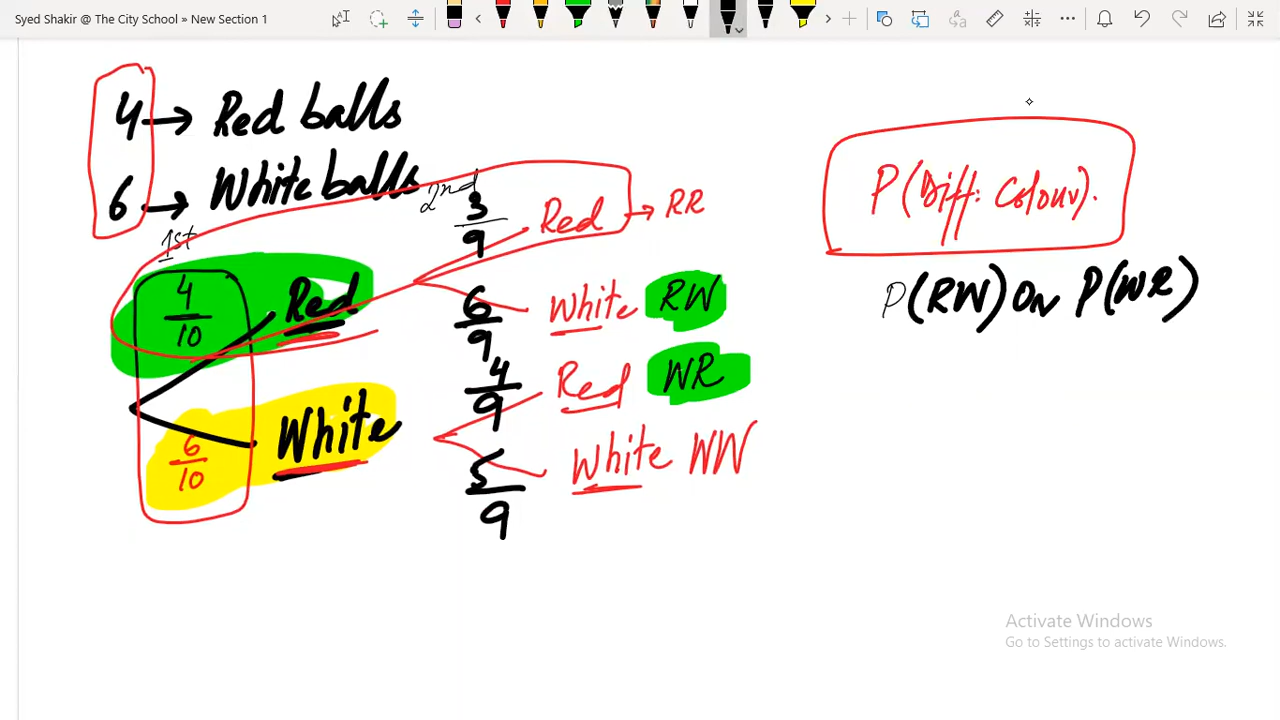 Syed Shakir @ The City School » New Section 1
4 → Red balls
6 → White balls
1st
2nd
4/10 Red
6/10 White
3/9 Red → RR
6/9 White RW
4/9 Red WR
5/9 White WW
P(Diff. Colour).
P(RW) OR P(WR)
Activate Windows
Go to Settings to activate Windows.